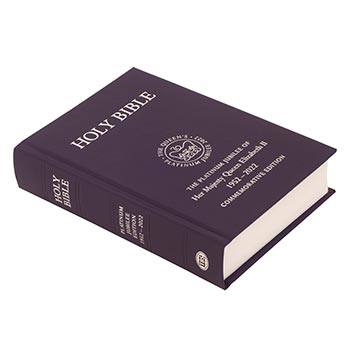 HOLY BIBLE
THE QUEEN'S
PLATINUM JUBILEE 2022
THE PLATINUM JUBILEE OF
Her Majesty Queen Elizabeth II
1952 – 2022
COMMEMORATIVE EDITION
HOLY
BIBLE
PLATINUM
JUBILEE
EDITION
1952 – 2022